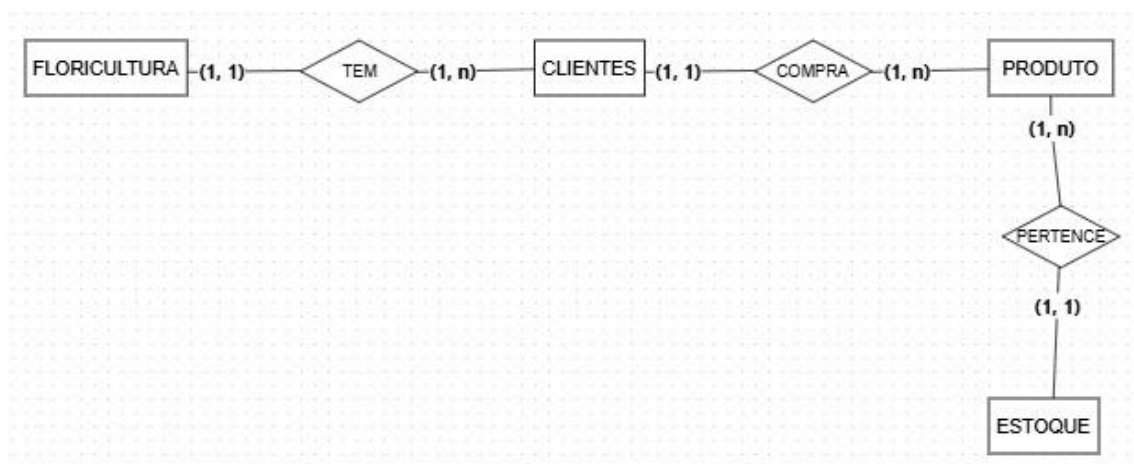 FLORICULTURA (1, 1) TEM (1, n) CLIENTES (1, 1) COMPRA (1, n) PRODUTO
(1, n)
PERTENCE
(1, 1)
ESTOQUE